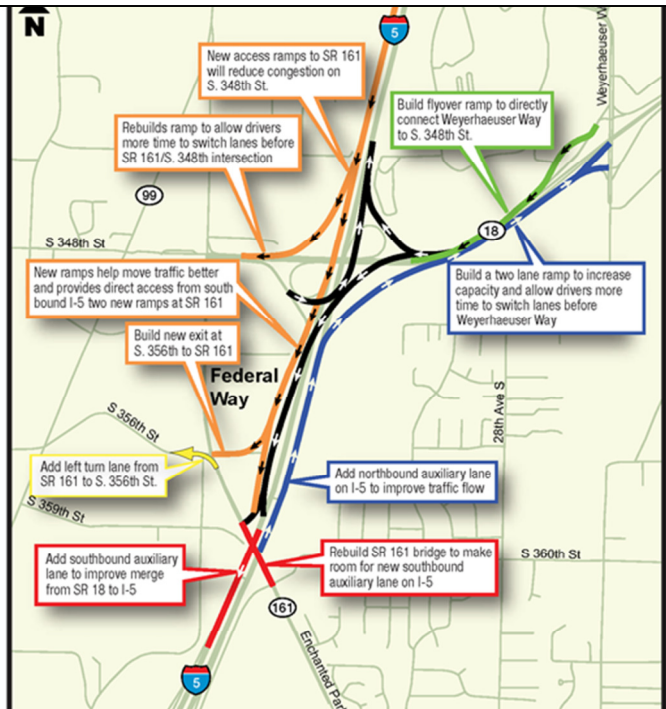 N
5
New access ramps to SR 161
will reduce congestion on
S. 348th St.
Build flyover ramp to directly
connect Weyerhaeuser Way
to S. 348th St.
Weyerhaeuser W
Rebuilds ramp to allow drivers
more time to switch lanes before
SR 161/S. 348th intersection
99
18
S 348th St
New ramps help move traffic better
and provides direct access from south
bound I-5 two new ramps at SR 161
Build a two lane ramp to increase
capacity and allow drivers more
time to switch lanes before
Weyerhaeuser Way
Build new exit at
S. 356th to SR 161
Federal
Way
28th Ave S
S 356th St
Add left turn lane from
SR 161 to S. 356th St.
Add northbound auxiliary lane
on I-5 to improve traffic flow
S 359th St
Add southbound auxiliary
lane to improve merge
from SR 18 to I-5
Rebuild SR 161 bridge to make
room for new southbound
auxiliary lane on I-5
S 360th St
161
Enchanted Par
5